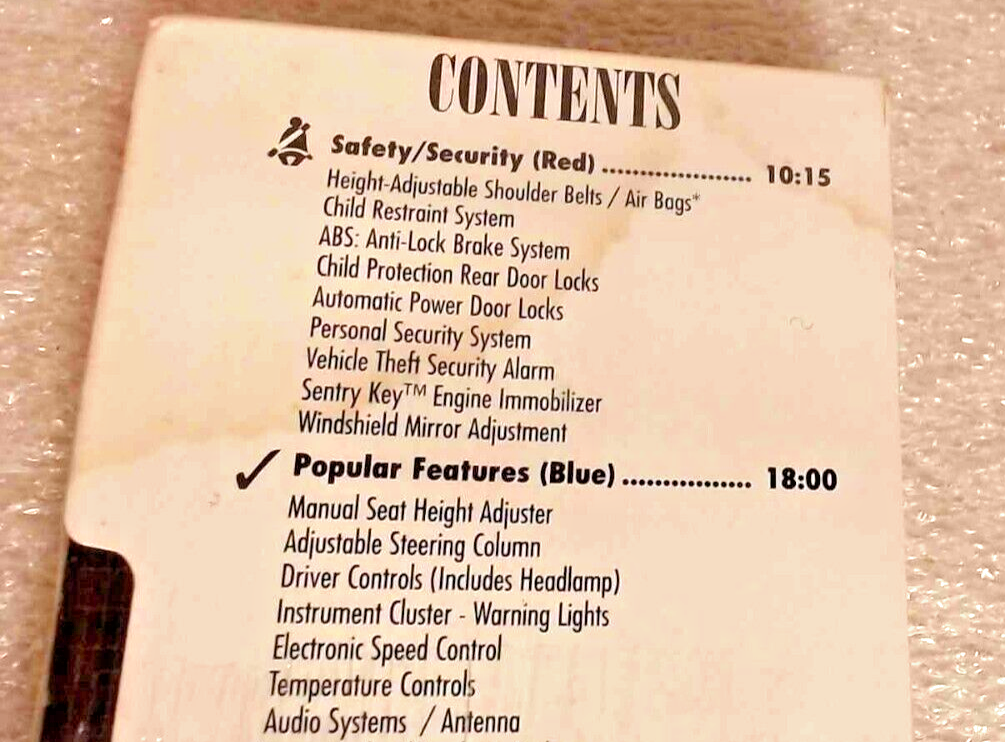 CONTENTS
Safety/Security (Red) .................... 10:15
Height-Adjustable Shoulder Belts / Air Bags*
Child Restraint System
ABS: Anti-Lock Brake System
Child Protection Rear Door Locks
Automatic Power Door Locks
Personal Security System
Vehicle Theft Security Alarm
Sentry Key™ Engine Immobilizer
Windshield Mirror Adjustment
Popular Features (Blue) ................ 18:00
Manual Seat Height Adjuster
Adjustable Steering Column
Driver Controls (Includes Headlamp)
Instrument Cluster - Warning Lights
Electronic Speed Control
Temperature Controls
Audio Systems / Antenna